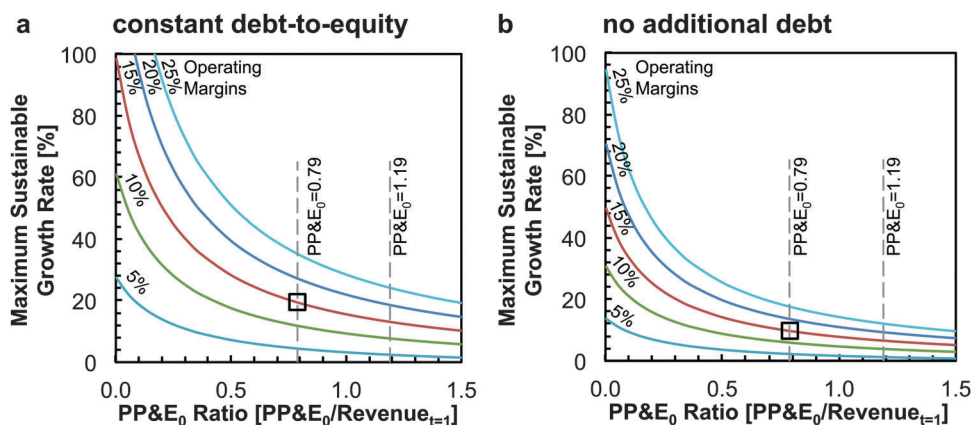 a constant debt-to-equity
Maximum Sustainable
Growth Rate [%]
100
80
60
40
20
0
15%
20%
25%
Operating
Margins
10%
5%
PP&E₀=0.79
PP&E₀=1.19
0.0 0.5 1.0 1.5
PP&E₀ Ratio [PP&E₀/Revenueₜ₌₁]
b no additional debt
Maximum Sustainable
Growth Rate [%]
100
80
60
40
20
0
25%
Operating
Margins
20%
15%
10%
5%
PP&E₀=0.79
PP&E₀=1.19
0.0 0.5 1.0 1.5
PP&E₀ Ratio [PP&E₀/Revenueₜ₌₁]